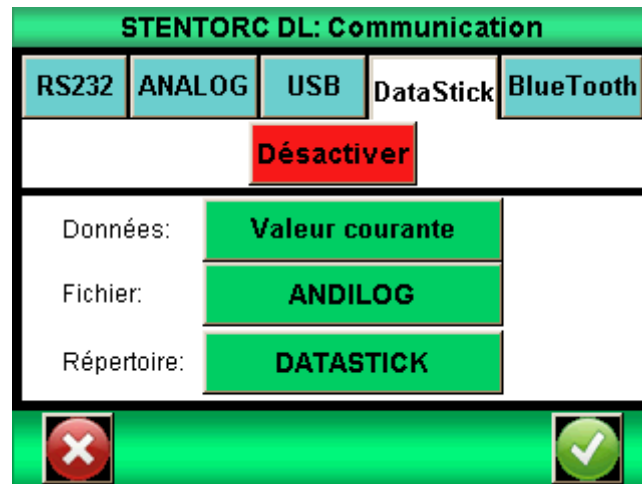 STENTORC DL: Communication
RS232 ANALOG USB DataStick BlueTooth
Désactiver
Données: Valeur courante
Fichier: ANDILOG
Répertoire: DATASTICK